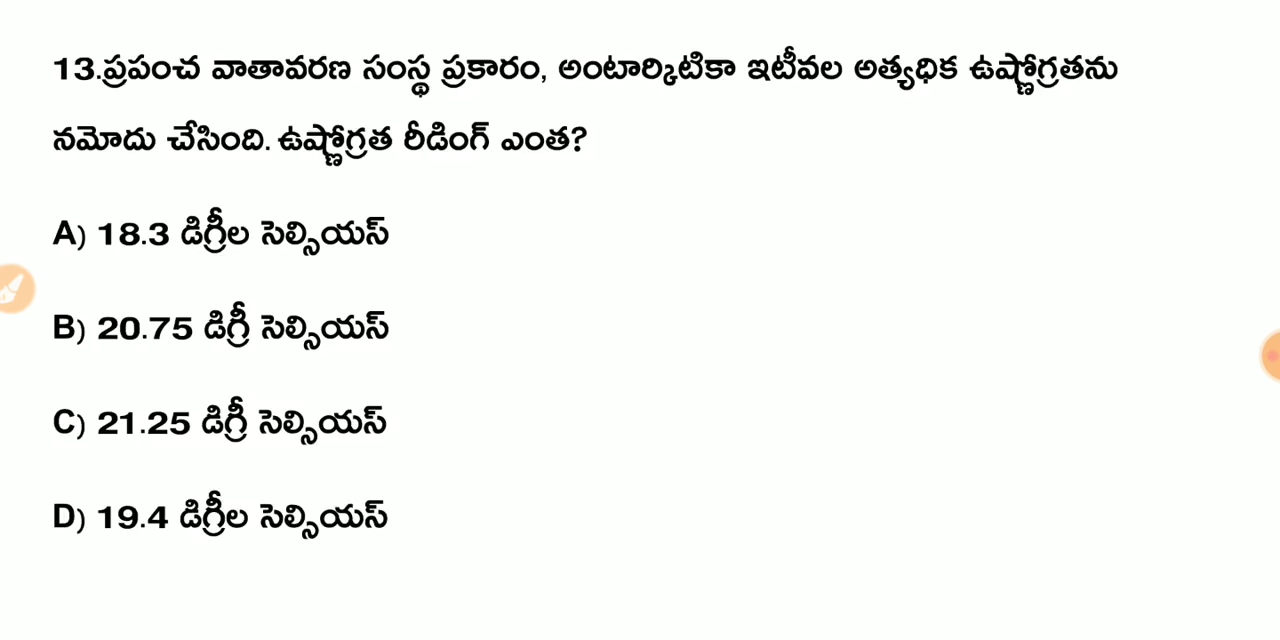 13.ప్రపంచ వాతావరణ సంస్థ ప్రకారం, అంటార్కిటికా ఇటీవల అత్యధిక ఉష్ణోగ్రతను
నమోదు చేసింది. ఉష్ణోగ్రత రీడింగ్ ఎంత?
A) 18.3 డిగ్రీల సెల్సియస్
B) 20.75 డిగ్రీ సెల్సియస్
C) 21.25 డిగ్రీ సెల్సియస్
D) 19.4 డిగ్రీల సెల్సియస్